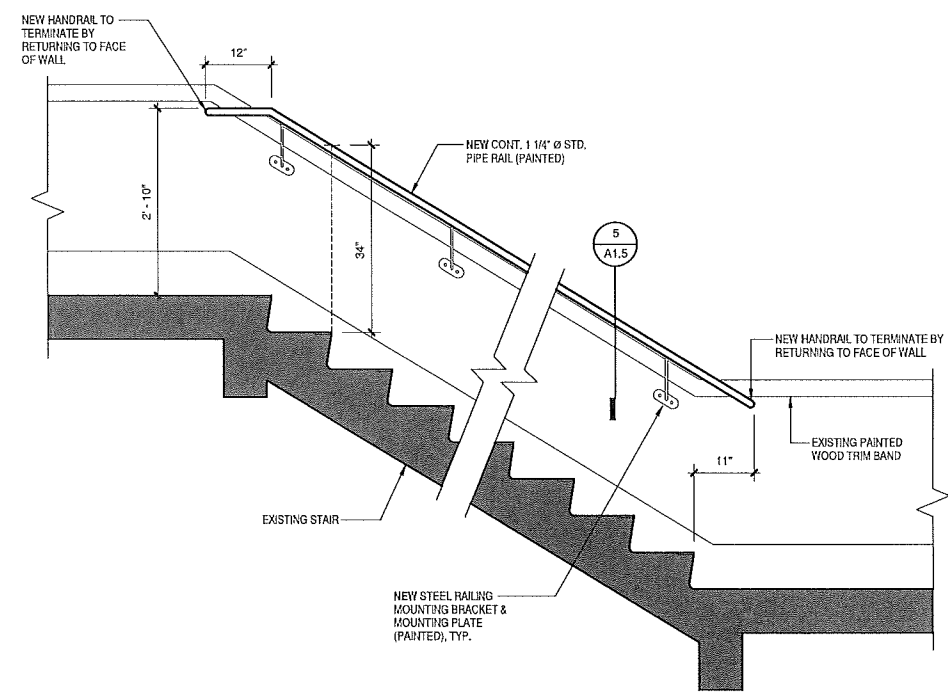 NEW HANDRAIL TO
TERMINATE BY
RETURNING TO FACE
OF WALL
12"
NEW CONT. 1 1/4" Ø STD.
PIPE RAIL (PAINTED)
2' - 10"
34"
5
A1.5
NEW HANDRAIL TO TERMINATE BY
RETURNING TO FACE OF WALL
EXISTING PAINTED
WOOD TRIM BAND
11"
EXISTING STAIR
NEW STEEL RAILING
MOUNTING BRACKET &
MOUNTING PLATE
(PAINTED), TYP.